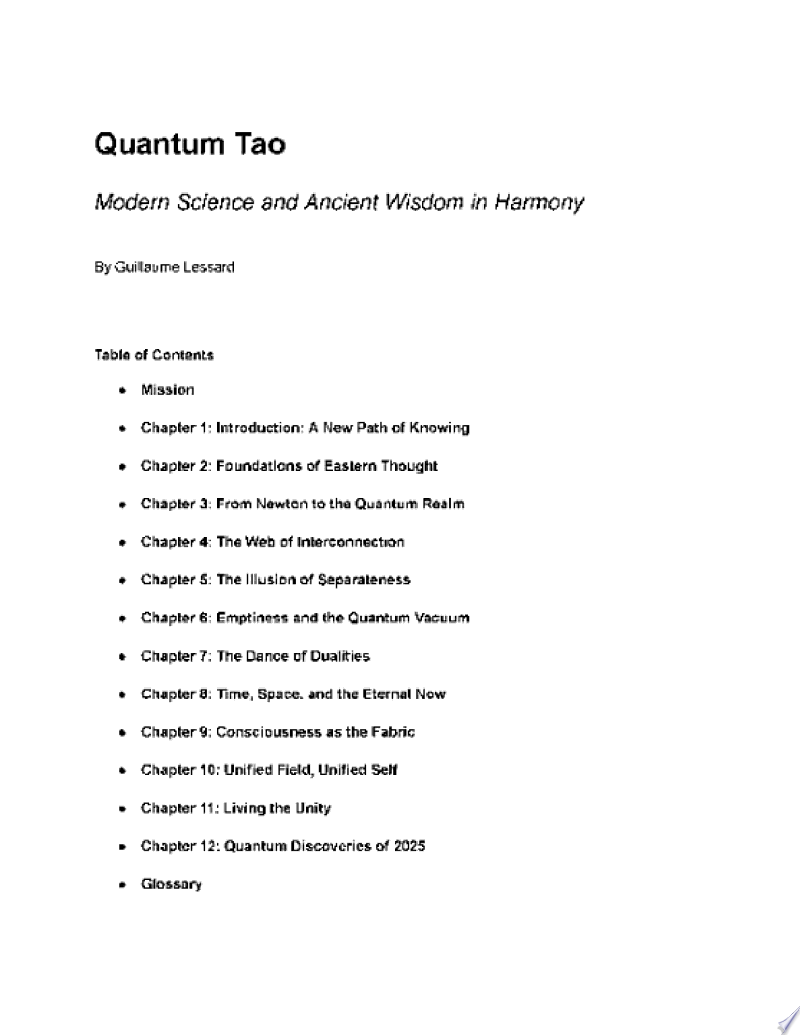 Quantum Tao
Modern Science and Ancient Wisdom in Harmony
By Guillaume Lessard
Table of Contents
• Mission
• Chapter 1: Introduction: A New Path of Knowing
• Chapter 2: Foundations of Eastern Thought
• Chapter 3: From Newton to the Quantum Realm
• Chapter 4: The Web of Interconnection
• Chapter 5: The Illusion of Separateness
• Chapter 6: Emptiness and the Quantum Vacuum
• Chapter 7: The Dance of Dualities
• Chapter 8: Time, Space, and the Eternal Now
• Chapter 9: Consciousness as the Fabric
• Chapter 10: Unified Field, Unified Self
• Chapter 11: Living the Unity
• Chapter 12: Quantum Discoveries of 2025
• Glossary